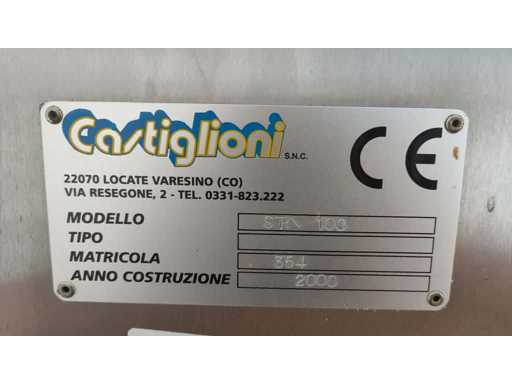 Castiglioni S.N.C.
CE
22070 LOCATE VARESINO (CO)
VIA RESEGONE, 2 - TEL. 0331-823.222
MODELLO
TIPO
MATRICOLA 354
ANNO COSTRUZIONE 2000